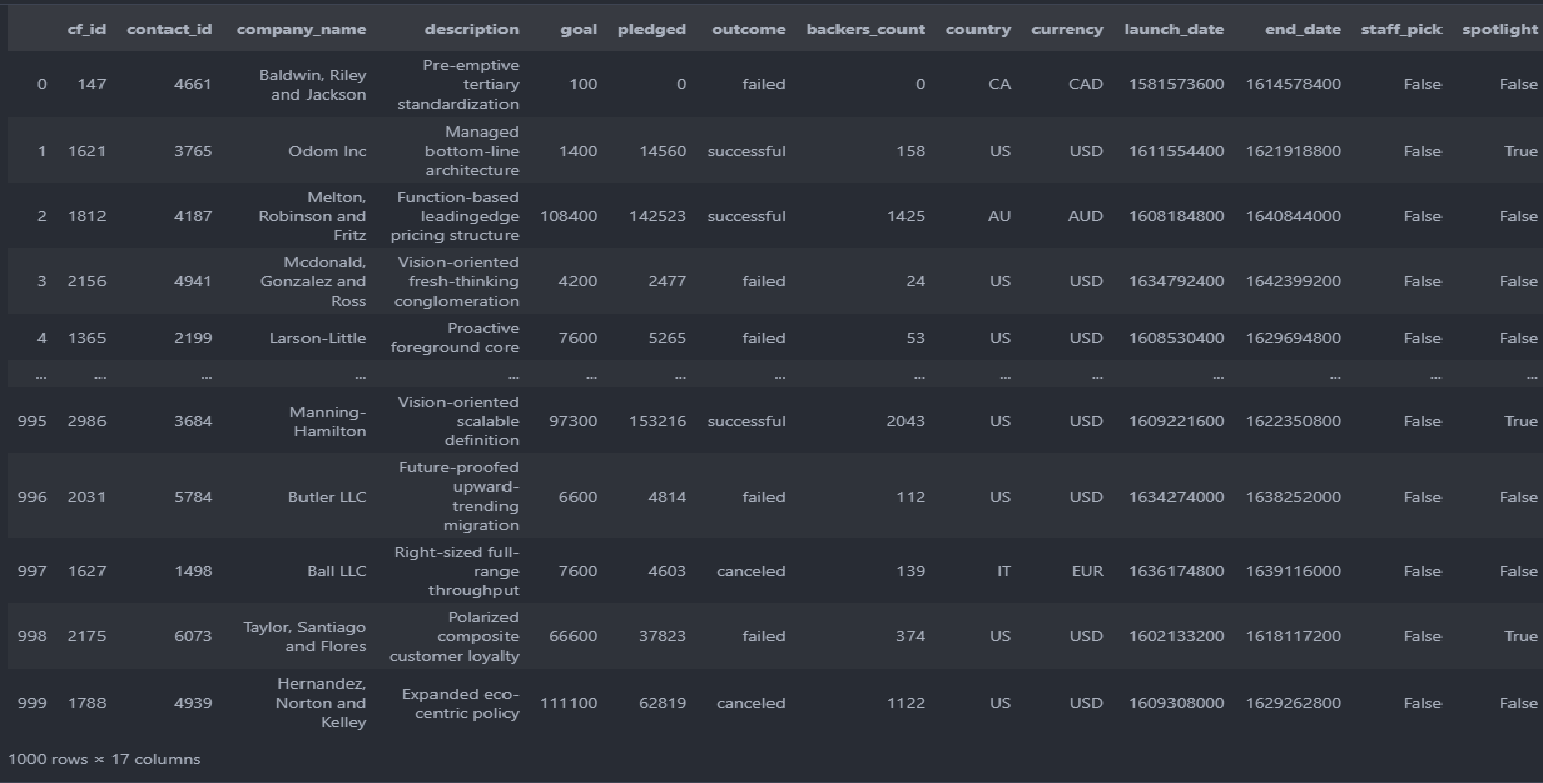 cf_id contact_id company_name description goal pledged outcome backers_count country currency launch_date end_date staff_pick spotlight
0 147 4661 Baldwin, Riley and Jackson Pre-emptive tertiary standardization 100 0 failed 0 CA CAD 1581573600 1614578400 False False
1 1621 3765 Odom Inc Managed bottom-line architecture 1400 14560 successful 158 US USD 1611554400 1621918800 False True
2 1812 4187 Melton, Robinson and Fritz Function-based leadingedge pricing structure 108400 142523 successful 1425 AU AUD 1608184800 1640844000 False False
3 2156 4941 Mcdonald, Gonzalez and Ross Vision-oriented fresh-thinking conglomeration 4200 2477 failed 24 US USD 1634792400 1642399200 False False
4 1365 2199 Larson-Little Proactive foreground core 7600 5265 failed 53 US USD 1608530400 1629694800 False False
... ... ... ... ... ... ... ... ... ... ... ... ... ... ...
995 2986 3684 Manning-Hamilton Vision-oriented scalable definition 97300 153216 successful 2043 US USD 1609221600 1622350800 False True
996 2031 5784 Butler LLC Future-proofed upward-trending migration 6600 4814 failed 112 US USD 1634274000 1638252000 False False
997 1627 1498 Ball LLC Right-sized full-range throughput 7600 4603 canceled 139 IT EUR 1636174800 1639116000 False False
998 2175 6073 Taylor, Santiago and Flores Polarized composite customer loyalty 66600 37823 failed 374 US USD 1602133200 1618117200 False True
999 1788 4939 Hernandez, Norton and Kelley Expanded eco-centric policy 111100 62819 canceled 1122 US USD 1609308000 1629262800 False False
1000 rows × 17 columns